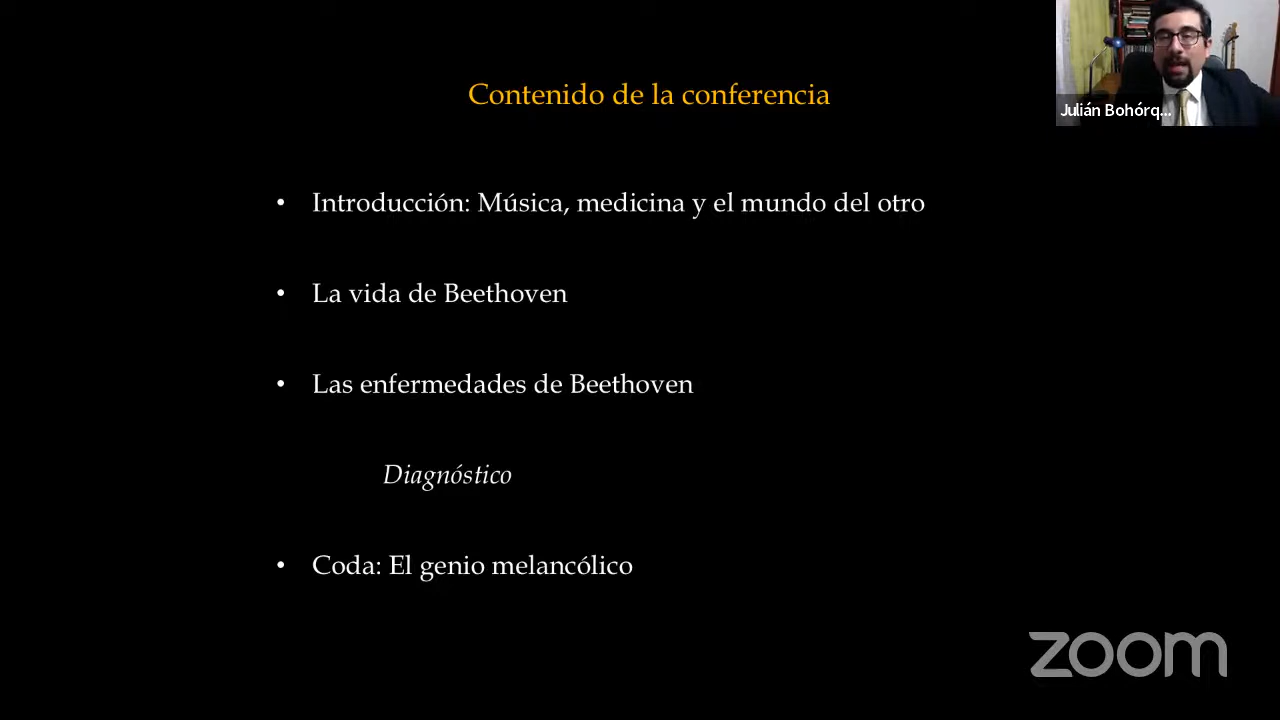 Contenido de la conferencia
Julián Bohórq...
• Introducción: Música, medicina y el mundo del otro
• La vida de Beethoven
• Las enfermedades de Beethoven
Diagnóstico
• Coda: El genio melancólico
zoom